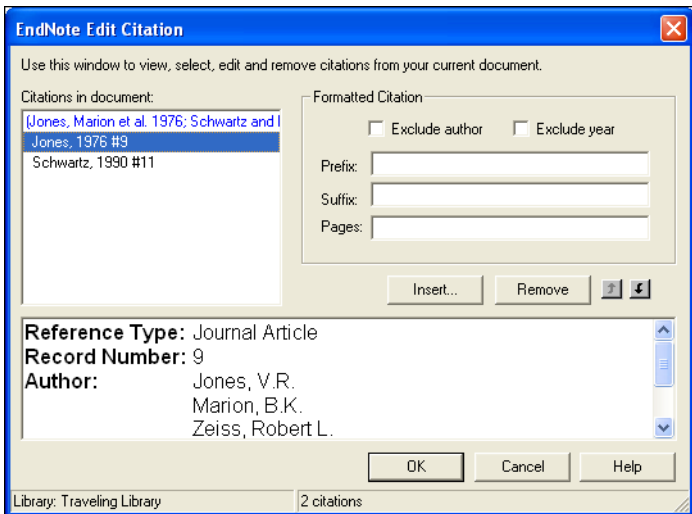 EndNote Edit Citation
Use this window to view, select, edit and remove citations from your current document.
Citations in document:
(Jones, Marion et al. 1976; Schwartz and
Jones, 1976 #9
Schwartz, 1990 #11
Formatted Citation
Exclude author
Exclude year
Prefix:
Suffix:
Pages:
Insert...
Remove
Reference Type: Journal Article
Record Number: 9
Author: Jones, V.R.
Marion, B.K.
Zeiss, Robert L.
OK
Cancel
Help
Library: Traveling Library
2 citations